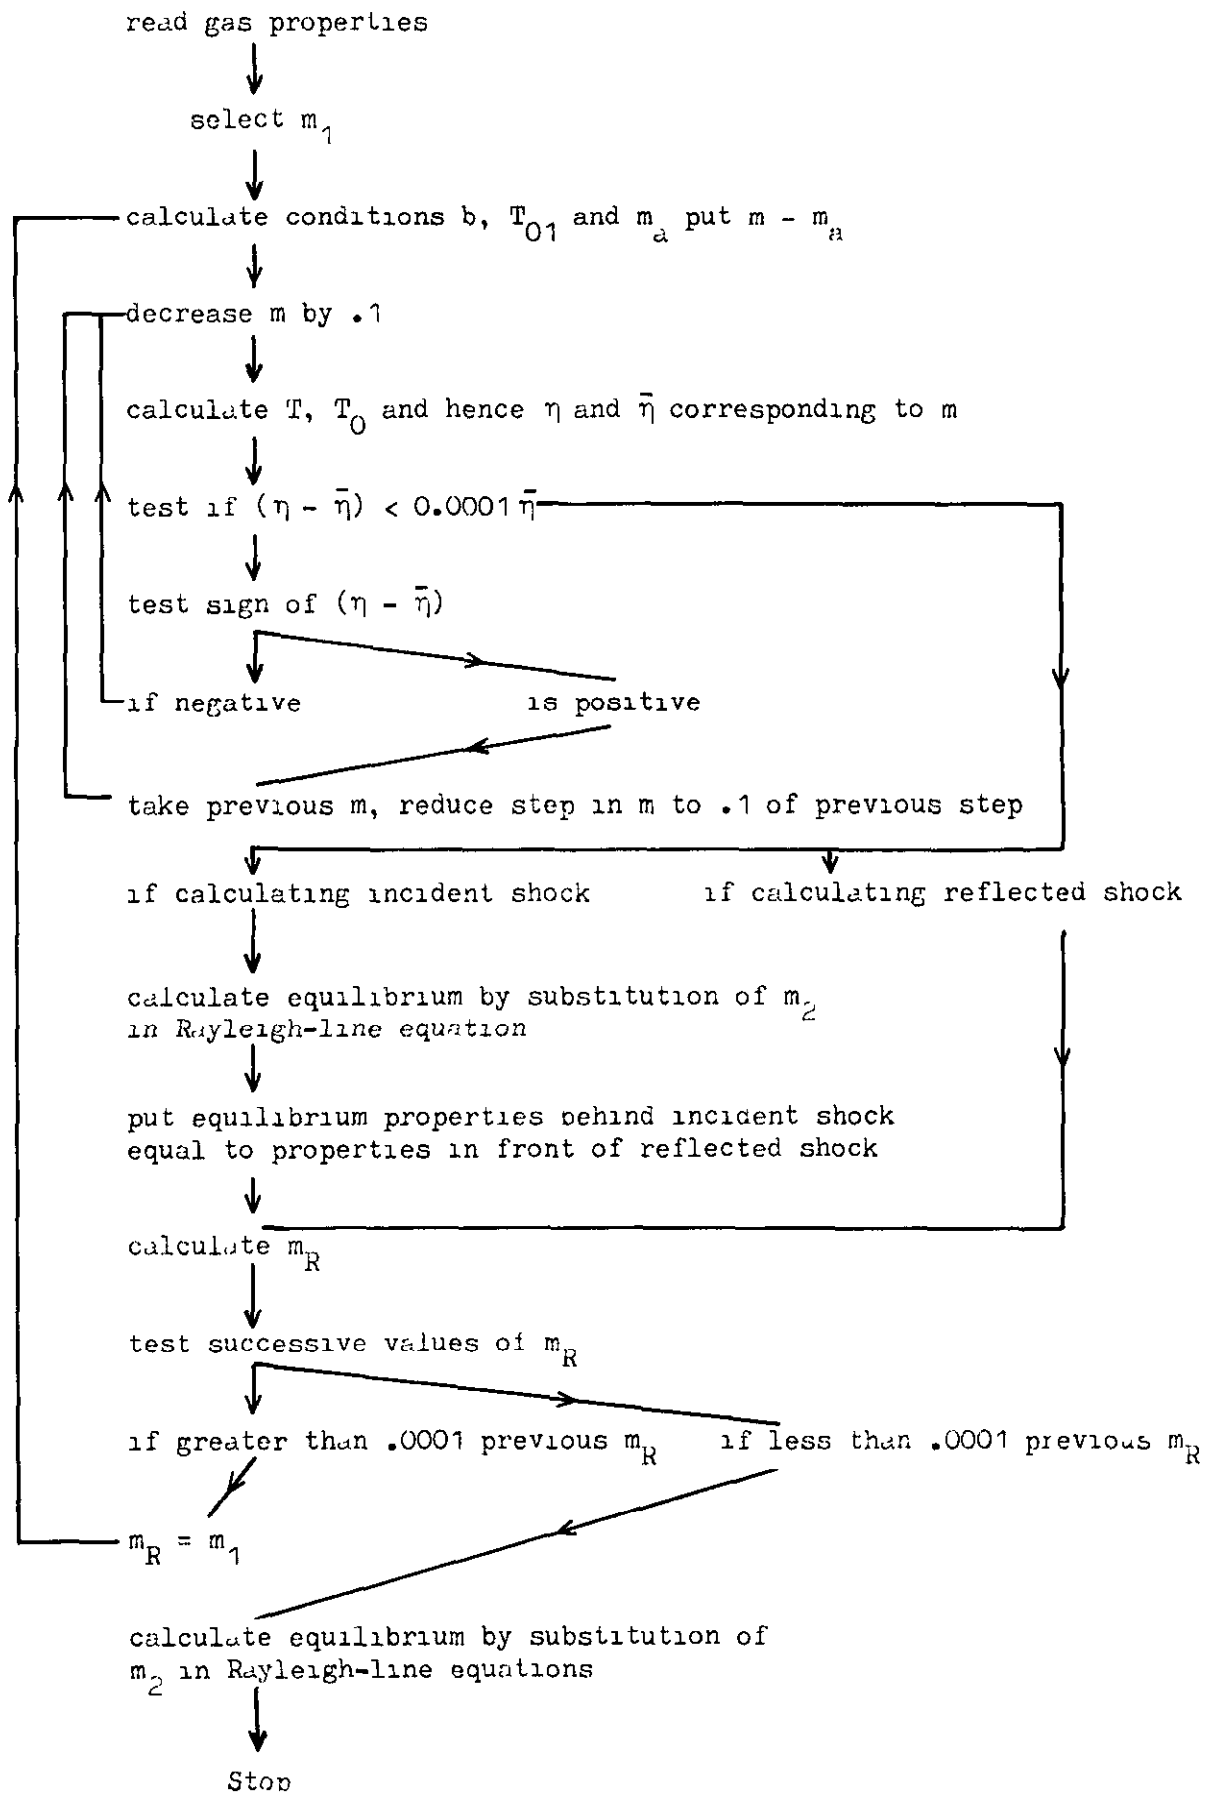 read gas properties
select m₁
calculate conditions b, T₀₁ and mₐ put m - mₐ
decrease m by .1
calculate T, T₀ and hence η and η̄ corresponding to m
test if (η - η̄) < 0.0001 η̄
test sign of (η - η̄)
if negative is positive
take previous m, reduce step in m to .1 of previous step
if calculating incident shock if calculating reflected shock
calculate equilibrium by substitution of m₂
in Rayleigh-line equation
put equilibrium properties behind incident shock
equal to properties in front of reflected shock
calculate m_R
test successive values of m_R
if greater than .0001 previous m_R if less than .0001 previous m_R
m_R = m₁
calculate equilibrium by substitution of
m₂ in Rayleigh-line equations
Stop